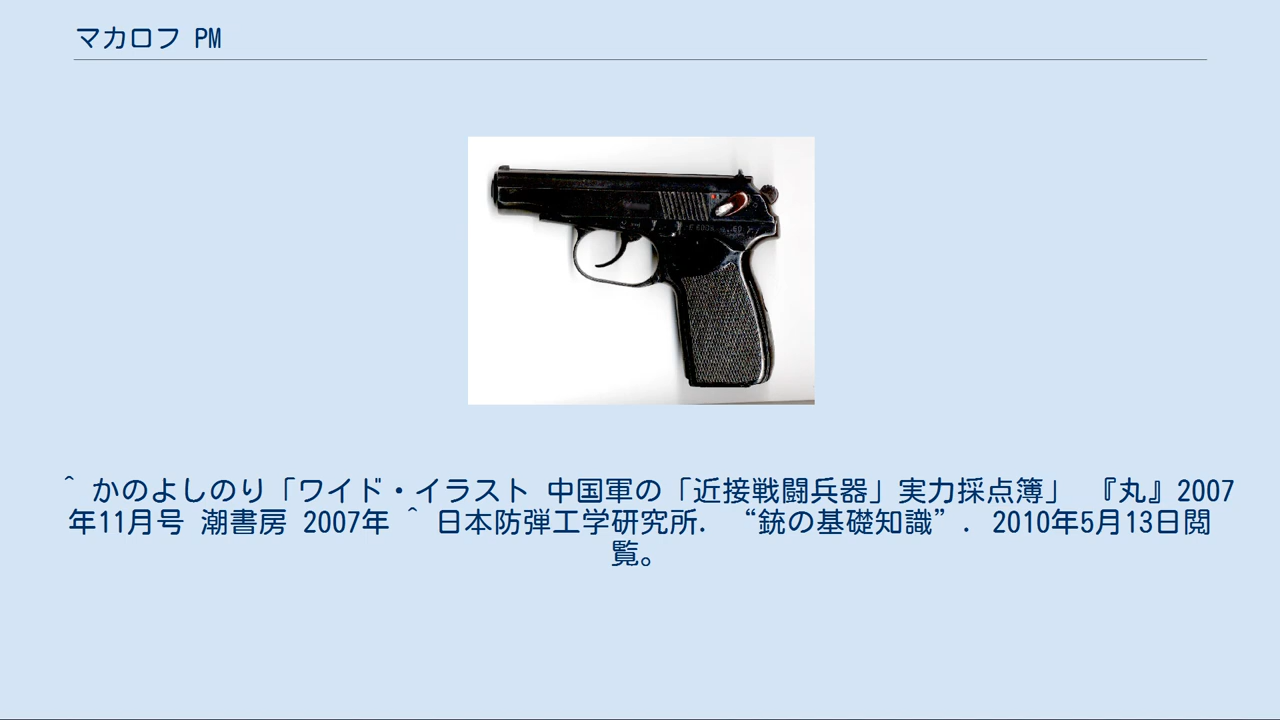 マカロフ PM
^ かのよしのり「ワイド・イラスト 中国軍の「近接戦闘兵器」実力採点簿」 『丸』2007
年11月号 潮書房 2007年 ^ 日本防弾工学研究所. “銃の基礎知識”. 2010年5月13日閲
覧。